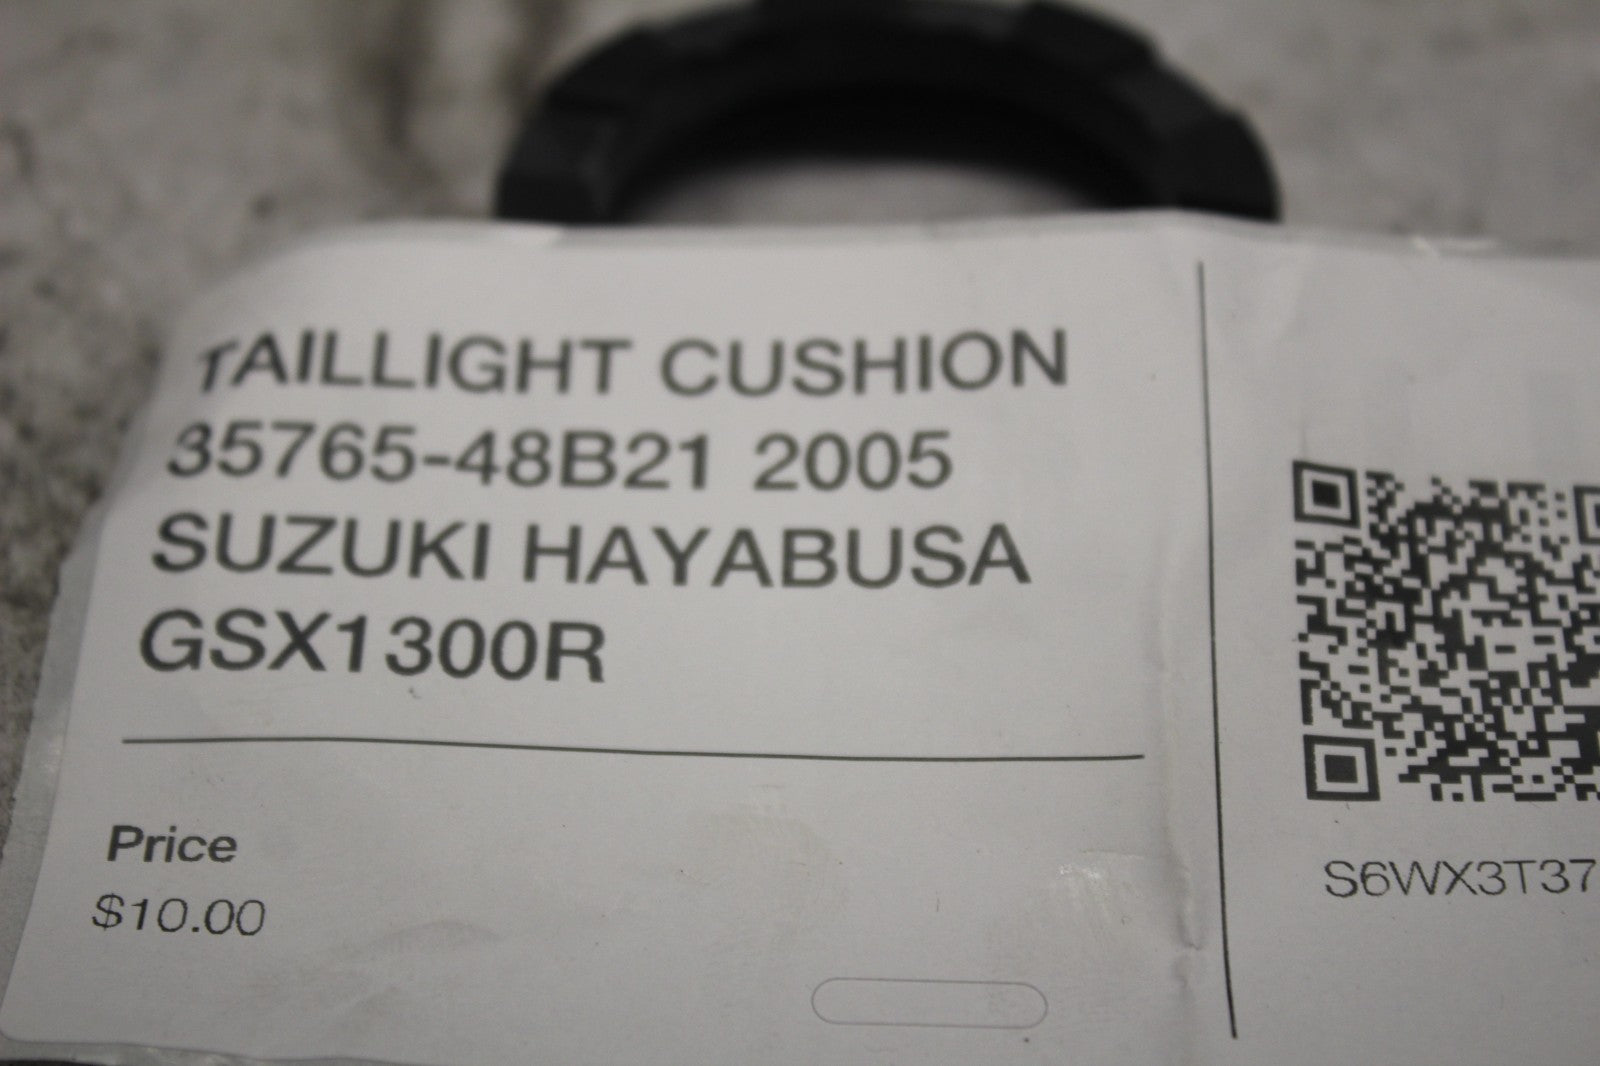 TAILLIGHT CUSHION
35765-48B21 2005
SUZUKI HAYABUSA
GSX1300R
Price
$10.00
S6WX3T37